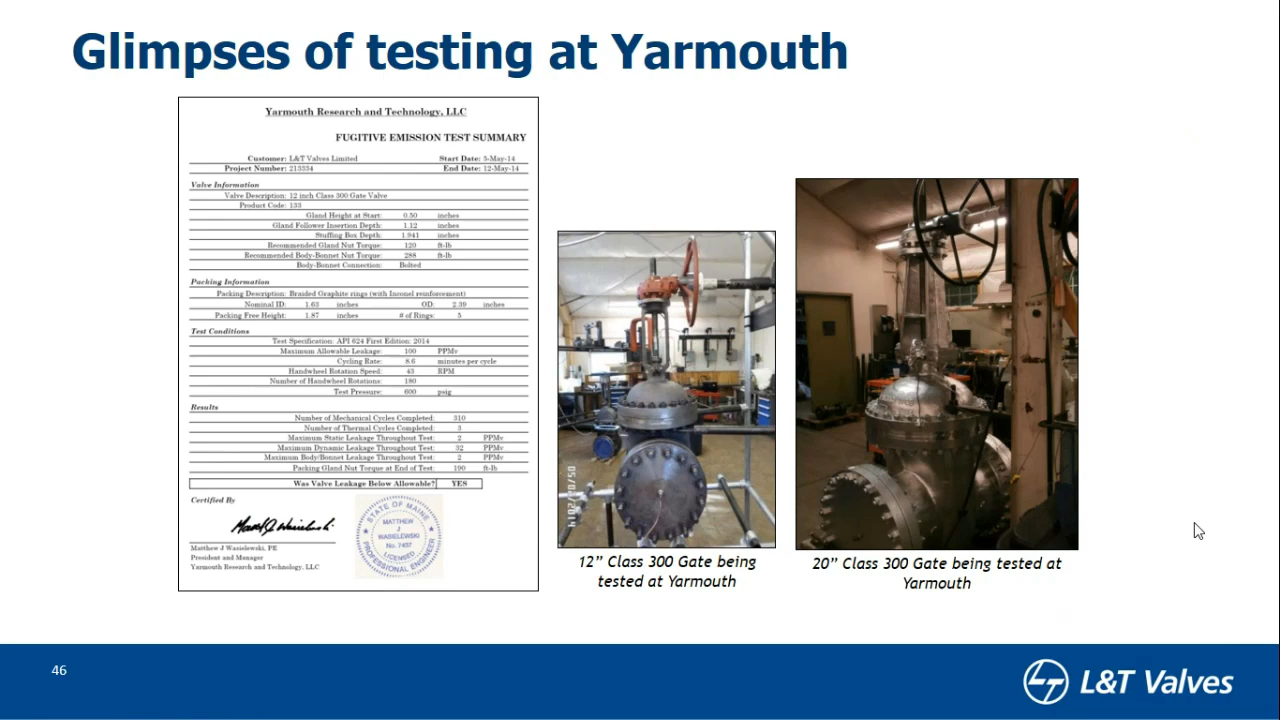 Glimpses of testing at Yarmouth
Yarmouth Research and Technology, LLC
FUGITIVE EMISSION TEST SUMMARY
Customer: L&T Valves Limited Start Date: 5-May-14
Project Number: 213334 End Date: 12-May-14
Valve Information
Valve Description: 12 inch Class 300 Gate Valve
Product Code: 133
Gland Height at Start: 0.50 inches
Gland Follower Insertion Depth: 1.12 inches
Stuffing Box Depth: 1.941 inches
Recommended Gland Nut Torque: 120 ft-lb
Recommended Body-Bonnet Nut Torque: 288 ft-lb
Body-Bonnet Connection: Bolted
Packing Information
Packing Description: Braided Graphite rings (with Inconel reinforcement)
Nominal ID: 1.63 inches OD: 2.39 inches
Packing Free Height: 1.87 inches # of Rings: 5
Test Conditions
Test Specification: API 624 First Edition: 2014
Maximum Allowable Leakage: 100 PPMv
Cycling Rate: 8.6 minutes per cycle
Handwheel Rotation Speed: 43 RPM
Number of Handwheel Rotations: 180
Test Pressure: 600 psig
Results
Number of Mechanical Cycles Completed: 310
Number of Thermal Cycles Completed: 3
Maximum Static Leakage Throughout Test: 2 PPMv
Maximum Dynamic Leakage Throughout Test: 32 PPMv
Maximum Body/Bonnet Leakage Throughout Test: 2 PPMv
Packing Gland Nut Torque at End of Test: 190 ft-lb
Was Valve Leakage Below Allowable? YES
Certified By
Matthew J Wasielewski, PE
President and Manager
Yarmouth Research and Technology, LLC
STATE OF MAINE
MATTHEW
J
WASIELEWSKI
No. 7437
LICENSED
PROFESSIONAL ENGINEER
12” Class 300 Gate being
tested at Yarmouth
20” Class 300 Gate being tested at
Yarmouth
46
L&T Valves